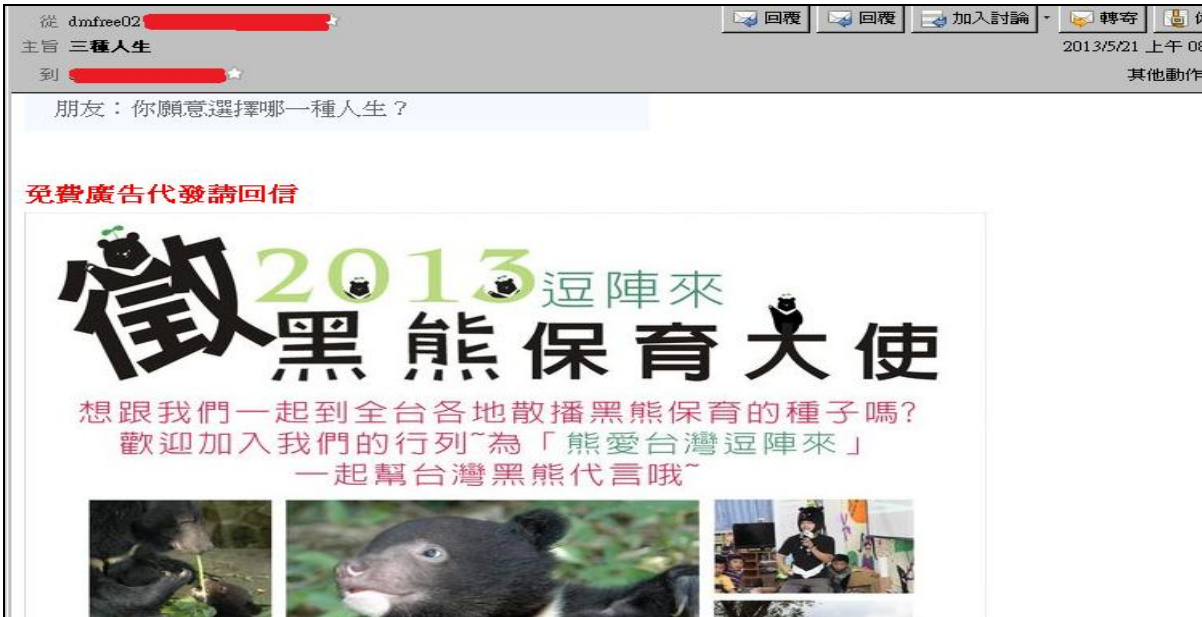 從 dmfree02
回覆 回覆 加入討論 轉寄
主旨 三種人生
2013/5/21 上午 08
到
其他動作
朋友：你願意選擇哪一種人生？
免費廣告代發請回信
徵2013逗陣來
黑熊保育大使
想跟我們一起到全台各地散播黑熊保育的種子嗎?
歡迎加入我們的行列~為「熊愛台灣逗陣來」
一起幫台灣黑熊代言哦~